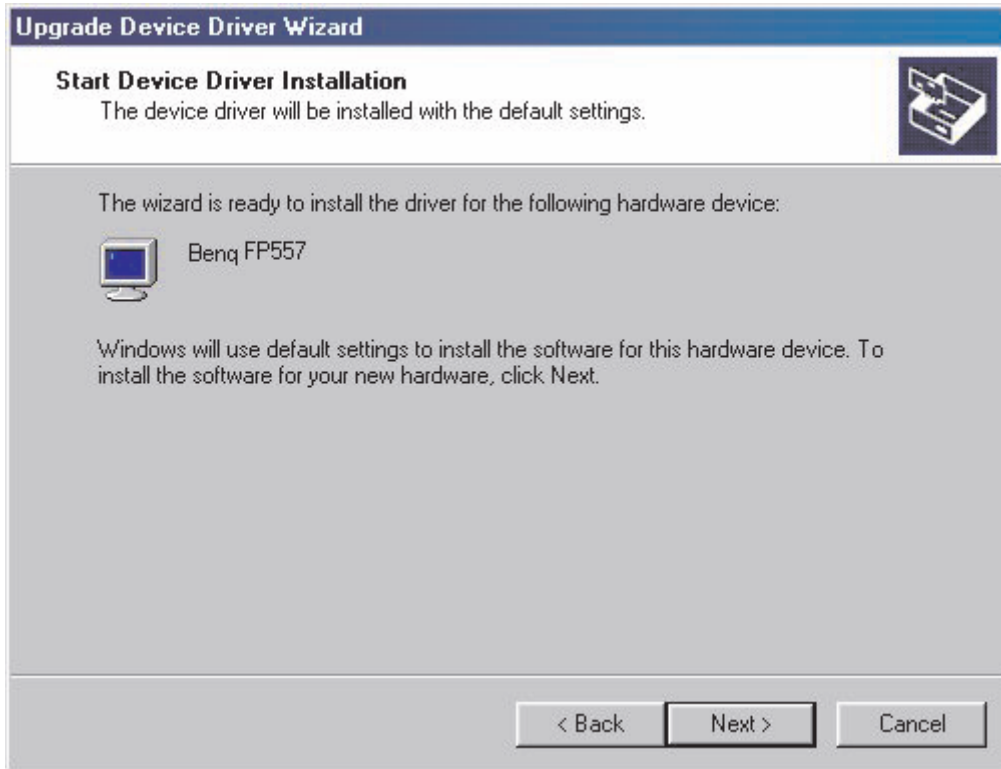 Upgrade Device Driver Wizard
Start Device Driver Installation
The device driver will be installed with the default settings.
The wizard is ready to install the driver for the following hardware device:
Benq FP557
Windows will use default settings to install the software for this hardware device. To
install the software for your new hardware, click Next.
< Back Next > Cancel